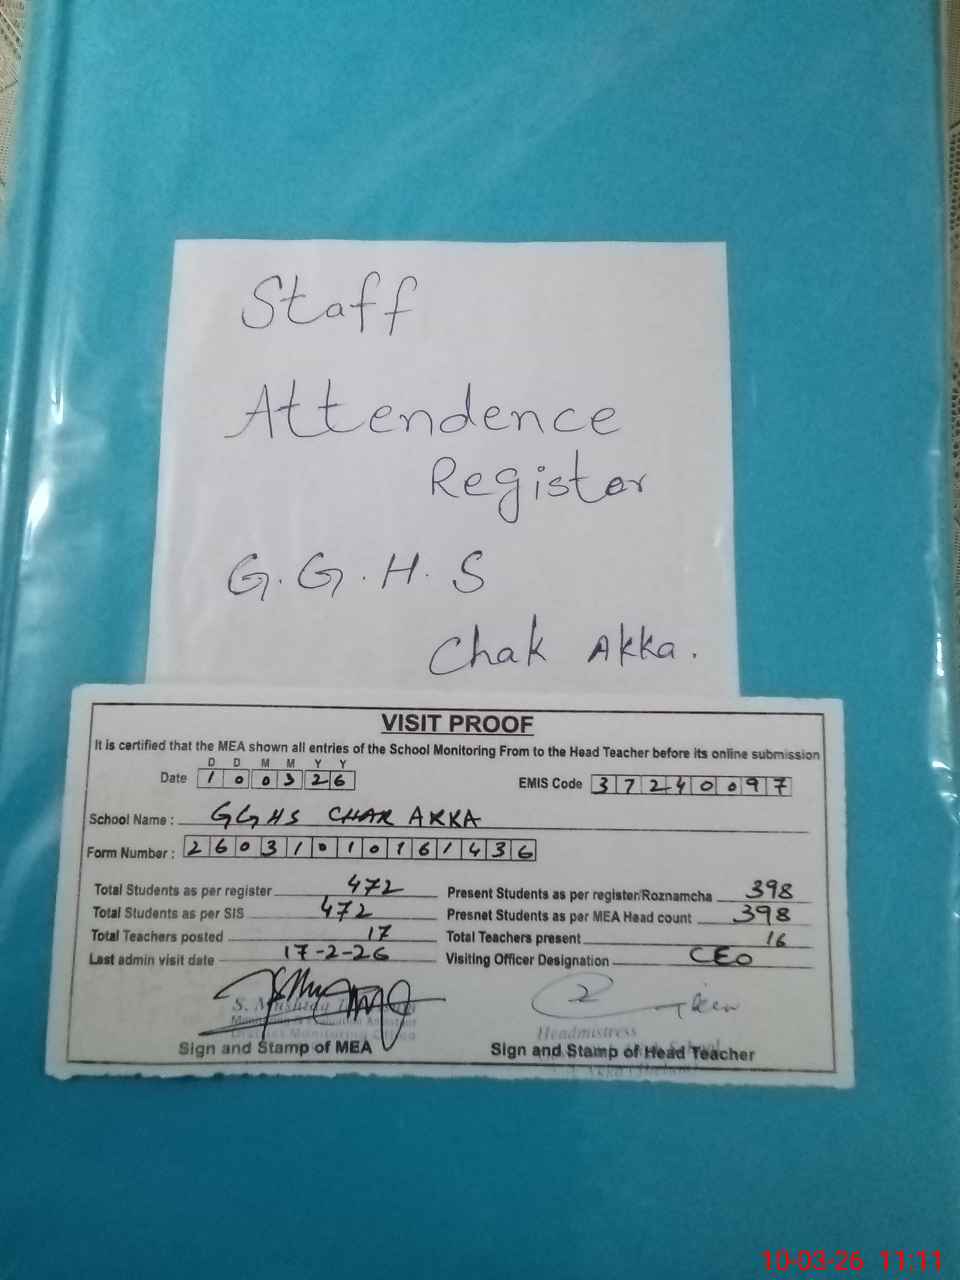 Staff
Attendence
Register
G.G.H.S
Chak Akka.
VISIT PROOF
It is certified that the MEA shown all entries of the School Monitoring From to the Head Teacher before its online submission
D D M M Y Y
Date 1 0 0 3 2 6 EMIS Code 3 7 2 4 0 0 9 7
School Name : GGHS CHAK AKKA
Form Number : 2 6 0 3 1 0 1 0 1 6 1 4 3 6
Total Students as per register 472 Present Students as per register/Roznamcha 398
Total Students as per SIS 472 Presnet Students as per MEA Head count 398
Total Teachers posted 17 Total Teachers present 16
Last admin visit date 17-2-26 Visiting Officer Designation CEO
S. Mushtaq
Headmistress
Sign and Stamp of MEA Sign and Stamp of Head Teacher
10-03-26 11:11